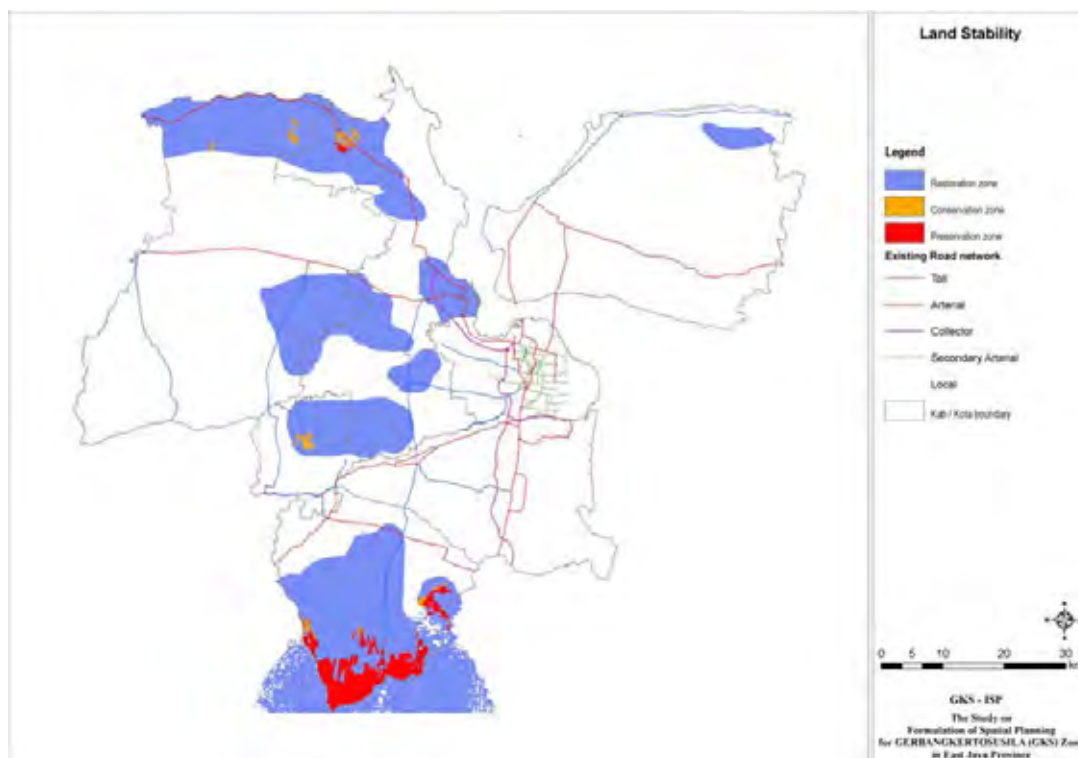 Land Stability
Legend
Restoration zone
Conservation zone
Preservation zone
Existing Road network
Toll
Arterial
Collector
Secondary Arterial
Local
Kab / Kota boundary
0 5 10 20 30
km
GKS - ISP
The Study on
Formulation of Spatial Planning
for GERBANGKERTOSUSILA (GKS) Zone
in East Java Province